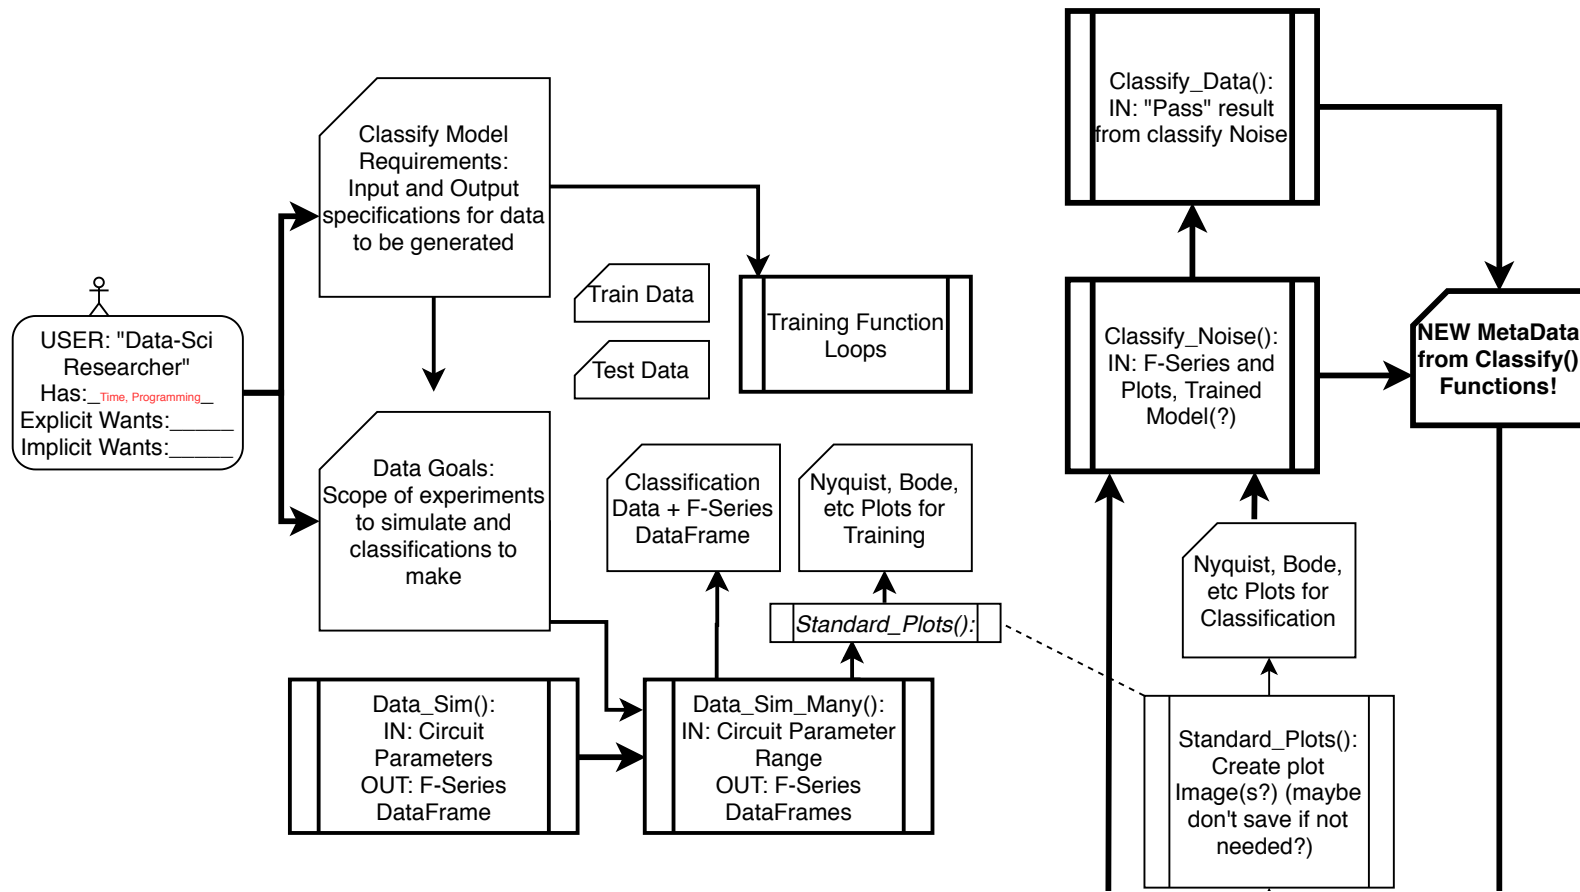 Classify_Data():
IN: "Pass" result
from classify Noise
Classify Model
Requirements:
Input and Output
specifications for data
to be generated
Train Data
Test Data
Training Function
Loops
Classify_Noise():
IN: F-Series and
Plots, Trained
Model(?)
NEW MetaData
from Classify()
Functions!
USER: "Data-Sci
Researcher"
Has:_Time, Programming_
Explicit Wants:_____
Implicit Wants:_____
Data Goals:
Scope of experiments
to simulate and
classifications to
make
Classification
Data + F-Series
DataFrame
Nyquist, Bode,
etc Plots for
Training
Nyquist, Bode,
etc Plots for
Classification
Standard_Plots():
Data_Sim():
IN: Circuit
Parameters
OUT: F-Series
DataFrame
Data_Sim_Many():
IN: Circuit Parameter
Range
OUT: F-Series
DataFrames
Standard_Plots():
Create plot
Image(s?) (maybe
don't save if not
needed?)